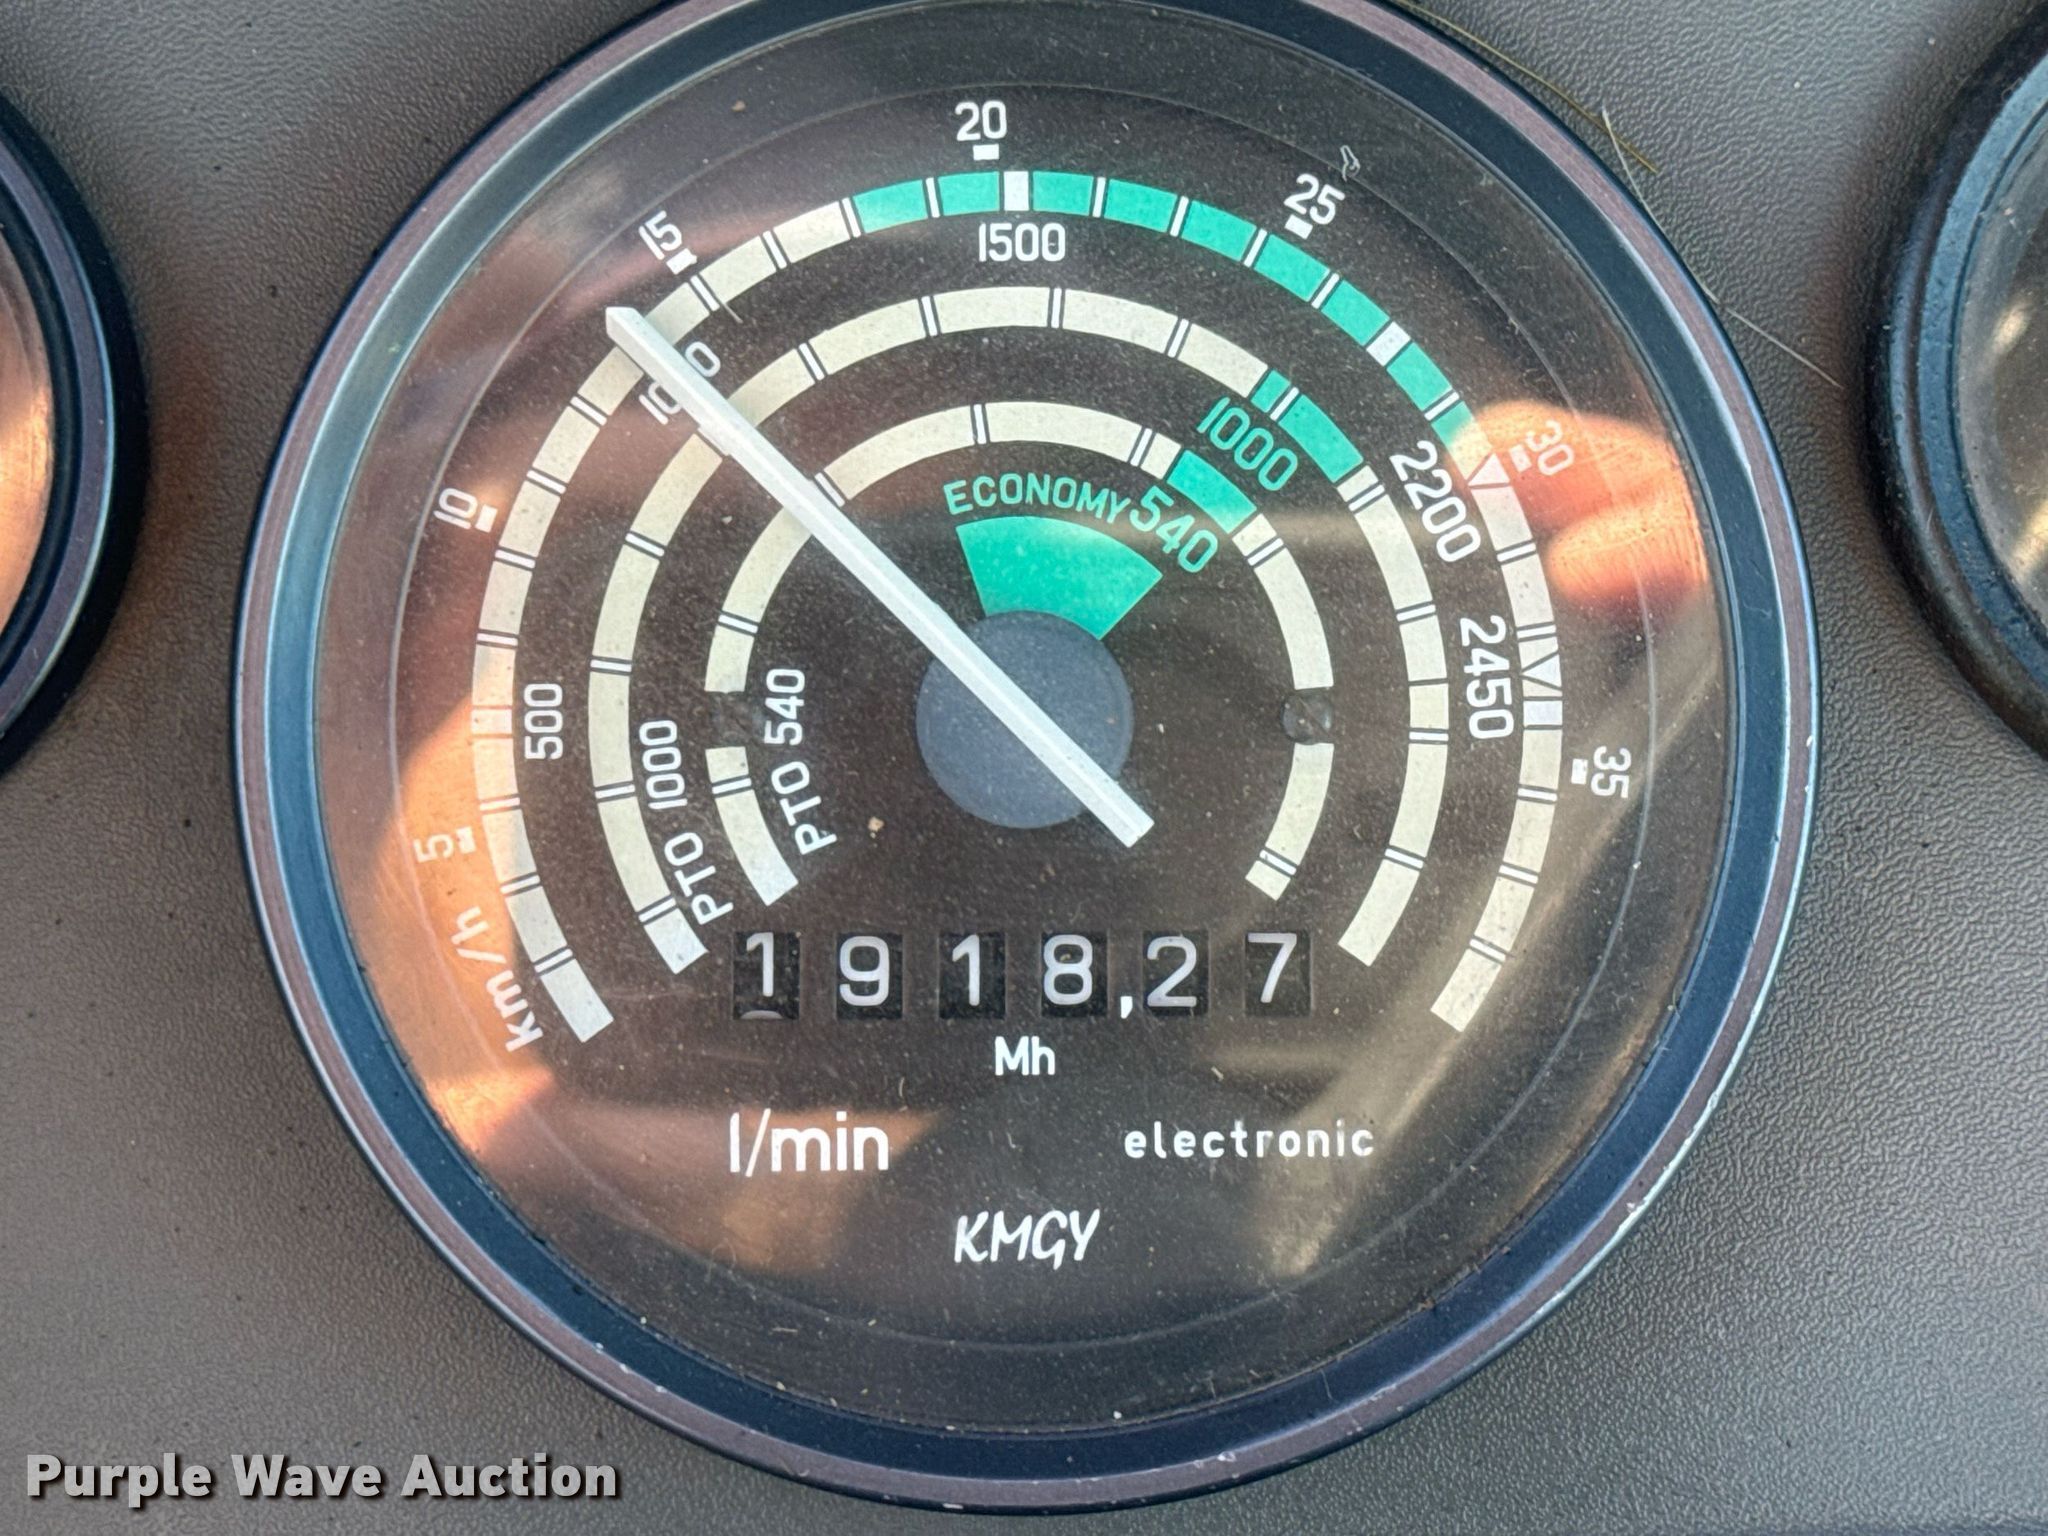 20
25
15
1500
30
1000
10
ECONOMY 540
2200
500
2450
PTO 540
PTO 1000
35
5
km/h
1918,27
Mh
l/min
electronic
KMGY
Purple Wave Auction